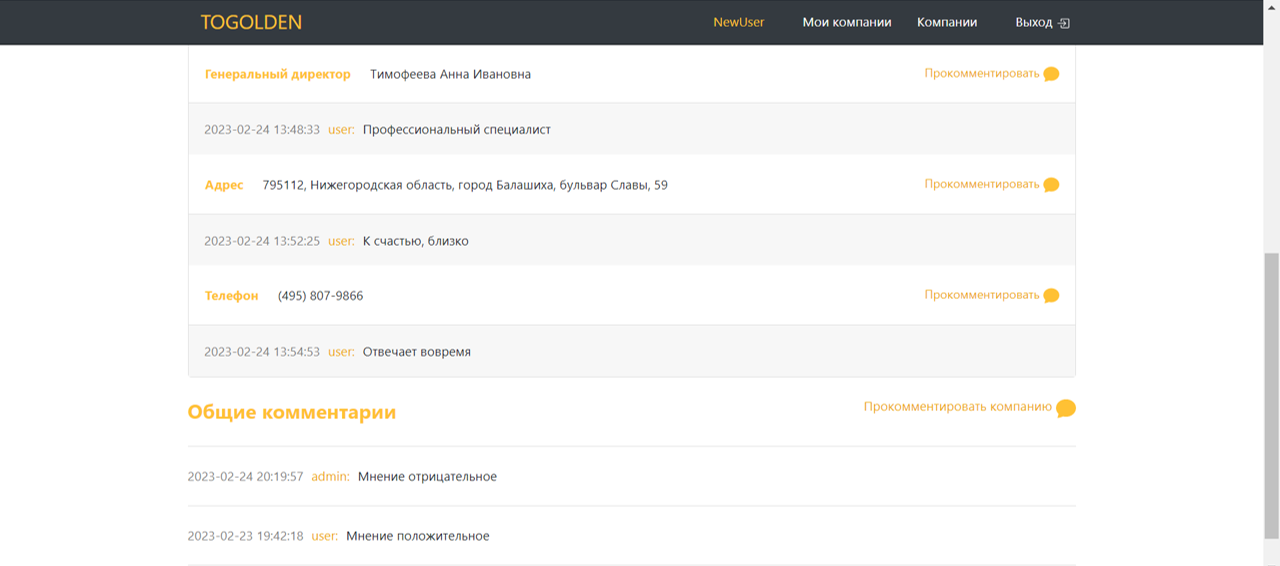 TOGOLDEN NewUser Мои компании Компании Выход
Генеральный директор Тимофеева Анна Ивановна Прокомментировать
2023-02-24 13:48:33 user: Профессиональный специалист
Адрес 795112, Нижегородская область, город Балашиха, бульвар Славы, 59 Прокомментировать
2023-02-24 13:52:25 user: К счастью, близко
Телефон (495) 807-9866 Прокомментировать
2023-02-24 13:54:53 user: Отвечает вовремя
Общие комментарии Прокомментировать компанию
2023-02-24 20:19:57 admin: Мнение отрицательное
2023-02-23 19:42:18 user: Мнение положительное